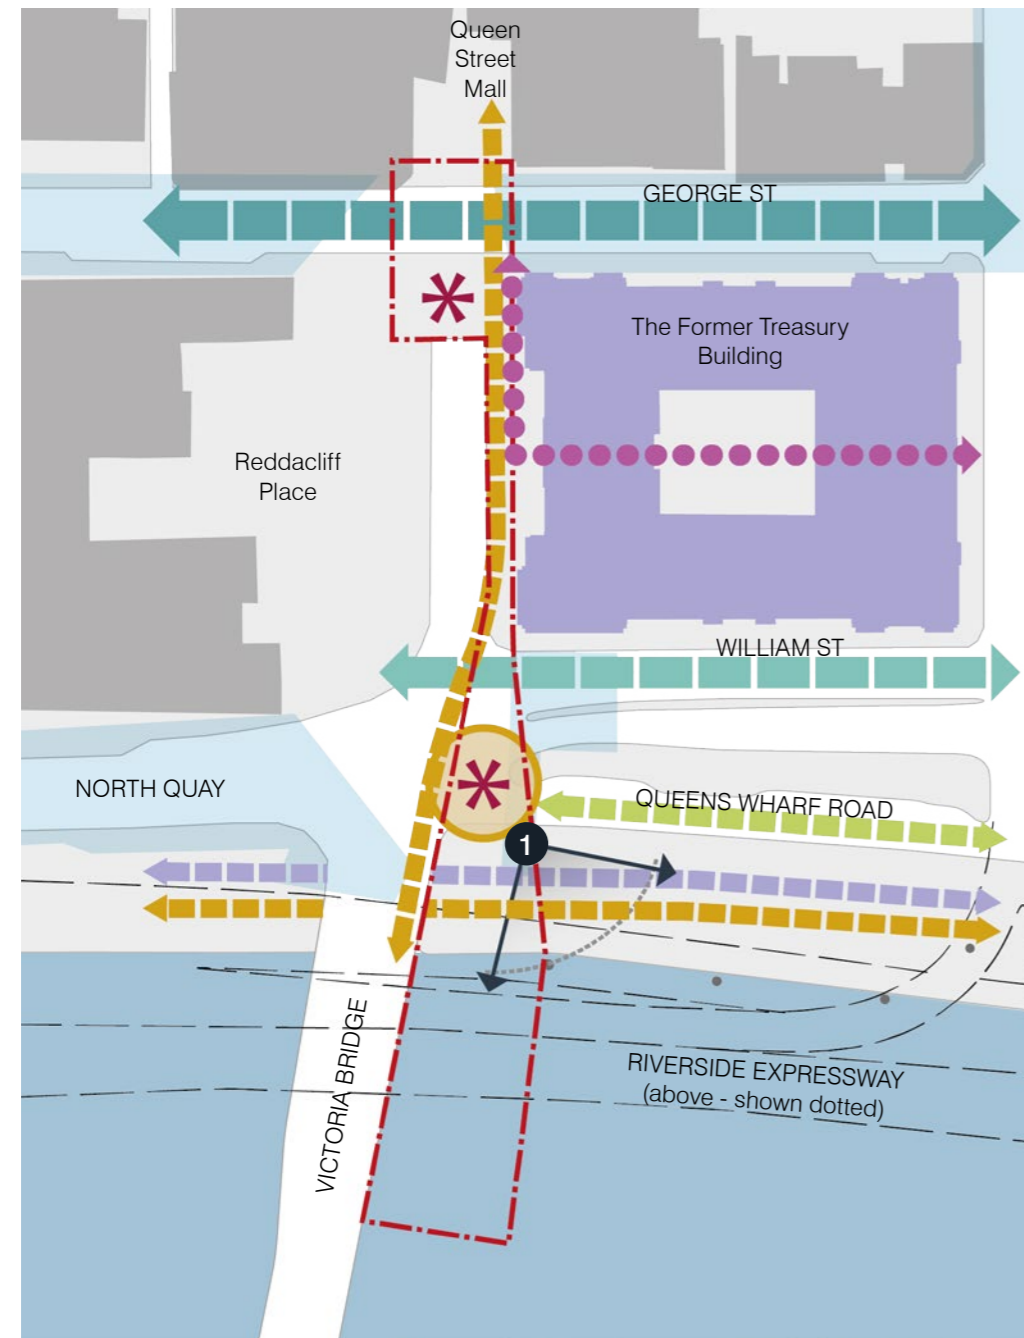 Queen
Street
Mall
GEORGE ST
The Former Treasury
Building
Reddacliff
Place
WILLIAM ST
NORTH QUAY
QUEENS WHARF ROAD
1
VICTORIA BRIDGE
RIVERSIDE EXPRESSWAY
(above - shown dotted)